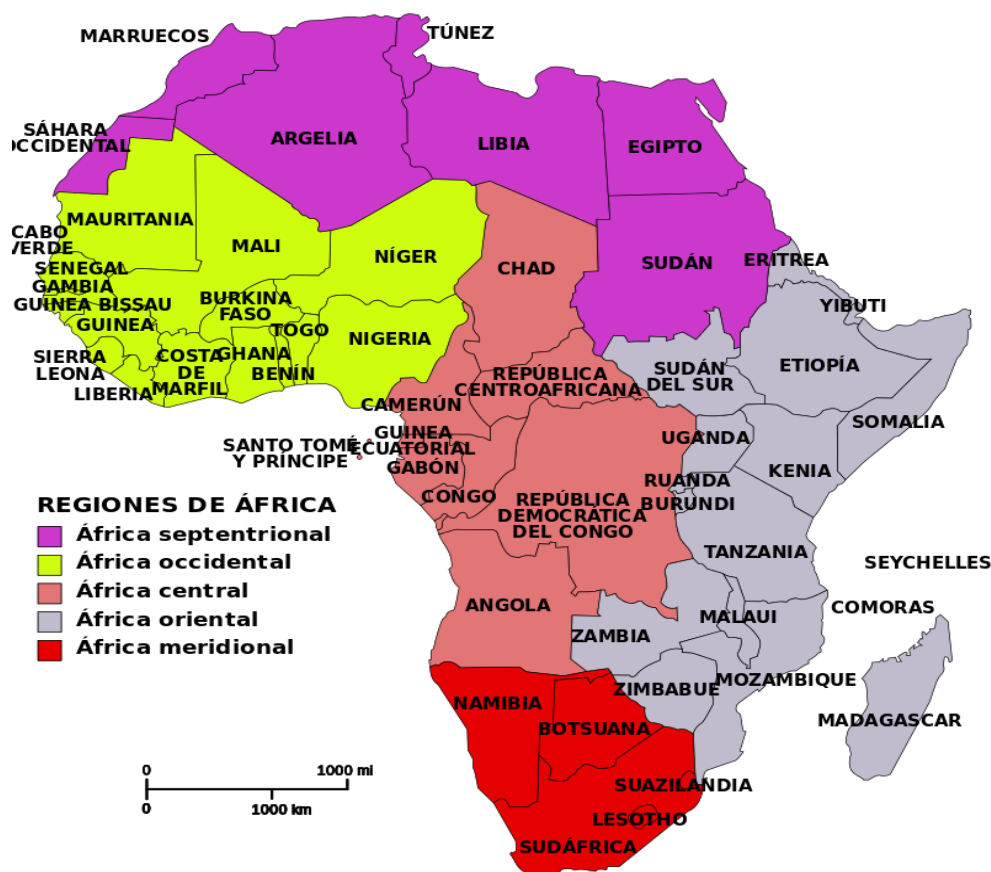 MARRUECOS
TÚNEZ
SÁHARA
OCCIDENTAL
ARGELIA
LIBIA
EGIPTO
MAURITANIA
CABO
VERDE
MALI
NÍGER
CHAD
SUDÁN
ERITREA
SENEGAL
GAMBIA
GUINEA BISSAU
GUINEA
BURKINA
FASO
TOGO
NIGERIA
YIBUTI
SIERRA
LEONA
LIBERIA
COSTA
DE
MARFIL
GHANA
BENÍN
REPÚBLICA
CENTROAFRICANA
SUDÁN
DEL SUR
ETIOPÍA
CAMERÚN
SOMALIA
SANTO TOMÉ
Y PRÍNCIPE
GUINEA
ECUATORIAL
GABÓN
UGANDA
KENIA
CONGO
REPÚBLICA
DEMOCRÁTICA
DEL CONGO
RUANDA
BURUNDI
TANZANIA
SEYCHELLES
REGIONES DE ÁFRICA
África septentrional
África occidental
África central
África oriental
África meridional
ANGOLA
ZAMBIA
MALAUI
COMORAS
NAMIBIA
BOTSUANA
ZIMBABUE
MOZAMBIQUE
MADAGASCAR
SUAZILANDIA
LESOTHO
SUDÁFRICA
0 1000 mi
0 1000 km